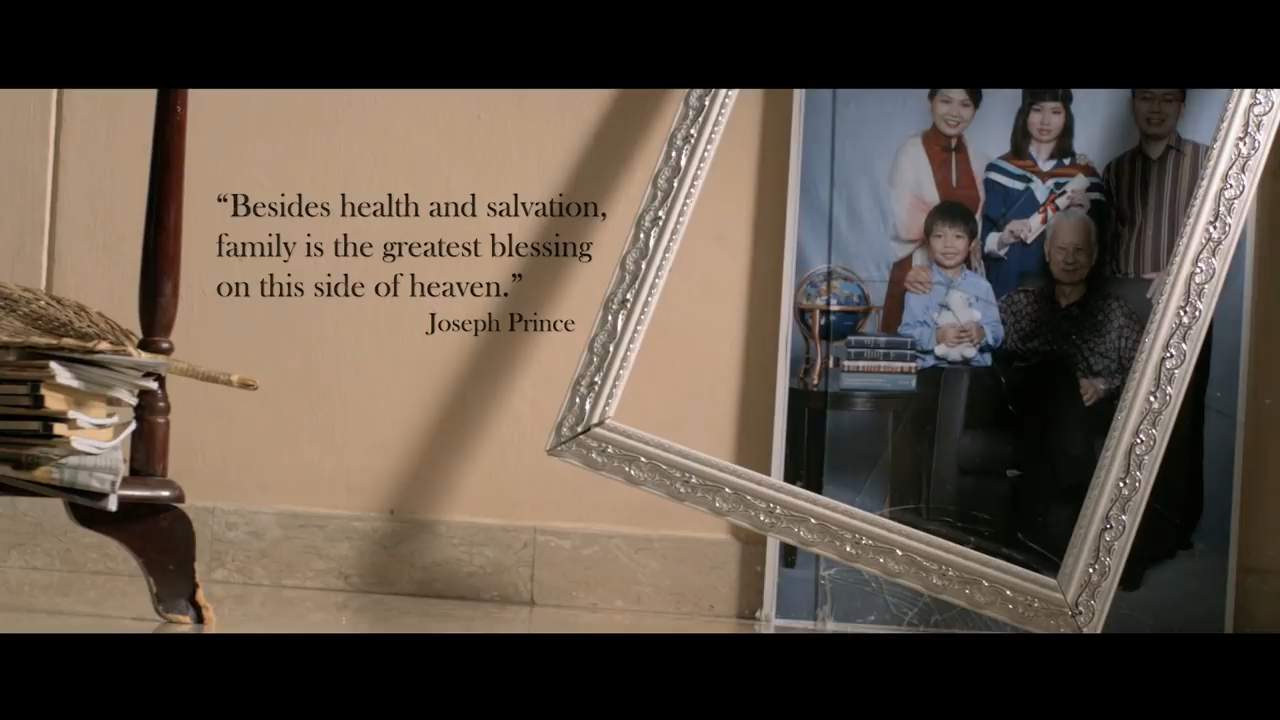 “Besides health and salvation,
family is the greatest blessing
on this side of heaven.”
Joseph Prince